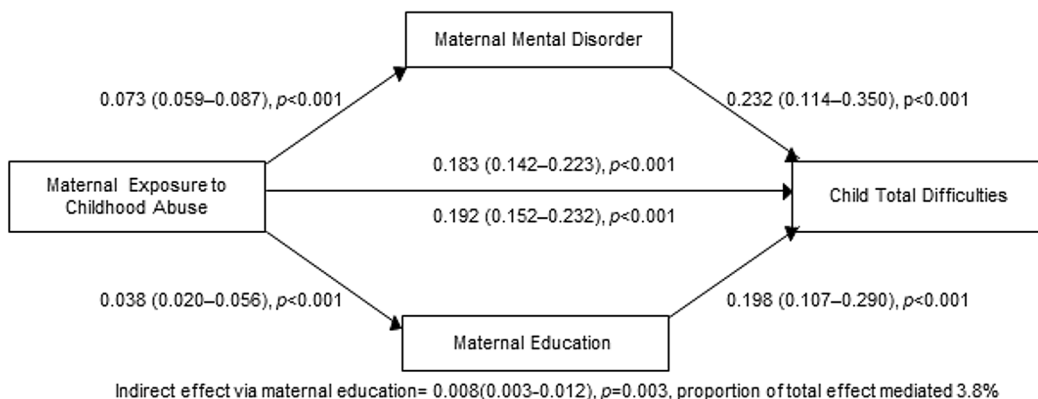 Maternal Mental Disorder
0.073 (0.059–0.087), p<0.001
0.232 (0.114–0.350), p<0.001
0.183 (0.142–0.223), p<0.001
Maternal Exposure to
Childhood Abuse
Child Total Difficulties
0.192 (0.152–0.232), p<0.001
0.038 (0.020–0.056), p<0.001
0.198 (0.107–0.290), p<0.001
Maternal Education
Indirect effect via maternal education= 0.008(0.003-0.012), p=0.003, proportion of total effect mediated 3.8%